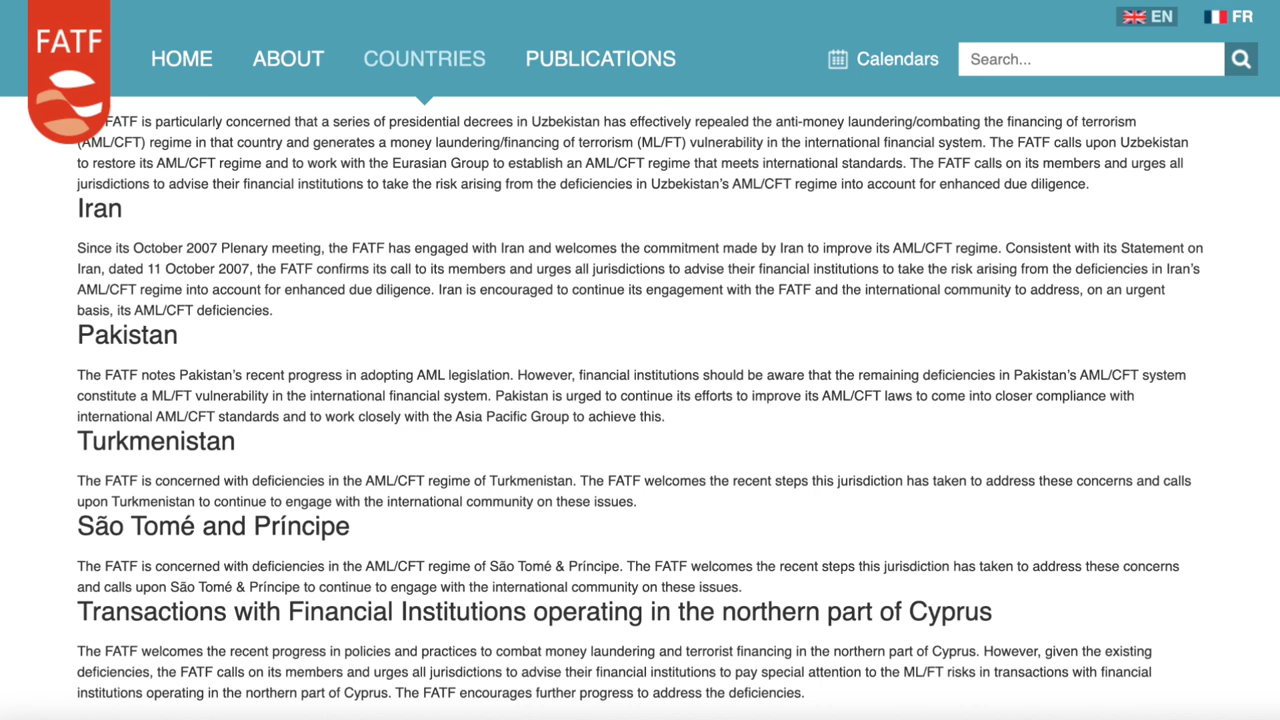 EN
FR
FATF
HOME
ABOUT
COUNTRIES
PUBLICATIONS
Calendars
Search...
FATF is particularly concerned that a series of presidential decrees in Uzbekistan has effectively repealed the anti-money laundering/combating the financing of terrorism
(AML/CFT) regime in that country and generates a money laundering/financing of terrorism (ML/FT) vulnerability in the international financial system. The FATF calls upon Uzbekistan
to restore its AML/CFT regime and to work with the Eurasian Group to establish an AML/CFT regime that meets international standards. The FATF calls on its members and urges all
jurisdictions to advise their financial institutions to take the risk arising from the deficiencies in Uzbekistan's AML/CFT regime into account for enhanced due diligence.
Iran
Since its October 2007 Plenary meeting, the FATF has engaged with Iran and welcomes the commitment made by Iran to improve its AML/CFT regime. Consistent with its Statement on
Iran, dated 11 October 2007, the FATF confirms its call to its members and urges all jurisdictions to advise their financial institutions to take the risk arising from the deficiencies in Iran's
AML/CFT regime into account for enhanced due diligence. Iran is encouraged to continue its engagement with the FATF and the international community to address, on an urgent
basis, its AML/CFT deficiencies.
Pakistan
The FATF notes Pakistan's recent progress in adopting AML legislation. However, financial institutions should be aware that the remaining deficiencies in Pakistan's AML/CFT system
constitute a ML/FT vulnerability in the international financial system. Pakistan is urged to continue its efforts to improve its AML/CFT laws to come into closer compliance with
international AML/CFT standards and to work closely with the Asia Pacific Group to achieve this.
Turkmenistan
The FATF is concerned with deficiencies in the AML/CFT regime of Turkmenistan. The FATF welcomes the recent steps this jurisdiction has taken to address these concerns and calls
upon Turkmenistan to continue to engage with the international community on these issues.
São Tomé and Príncipe
The FATF is concerned with deficiencies in the AML/CFT regime of São Tomé & Príncipe. The FATF welcomes the recent steps this jurisdiction has taken to address these concerns
and calls upon São Tomé & Príncipe to continue to engage with the international community on these issues.
Transactions with Financial Institutions operating in the northern part of Cyprus
The FATF welcomes the recent progress in policies and practices to combat money laundering and terrorist financing in the northern part of Cyprus. However, given the existing
deficiencies, the FATF calls on its members and urges all jurisdictions to advise their financial institutions to pay special attention to the ML/FT risks in transactions with financial
institutions operating in the northern part of Cyprus. The FATF encourages further progress to address the deficiencies.